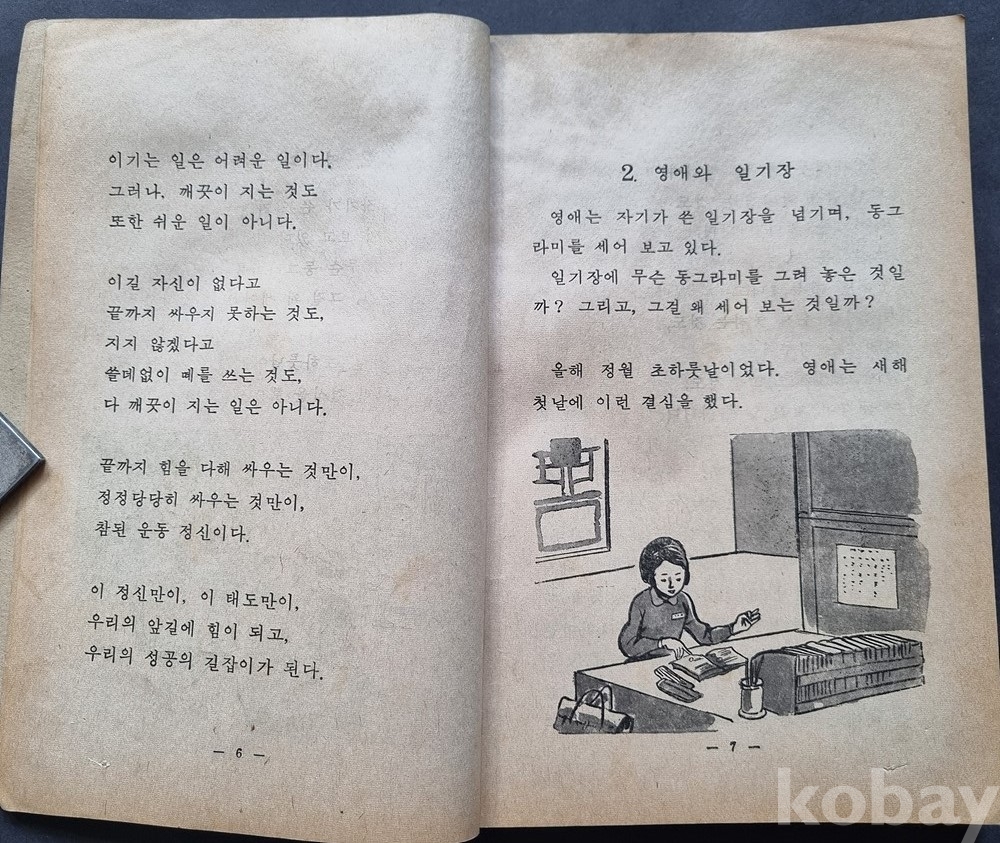 이기는 일은 어려운 일이다.
그러나, 깨끗이 지는 것도
또한 쉬운 일이 아니다.
이길 자신이 없다고
끝까지 싸우지 못하는 것도,
지지 않겠다고
쓸데없이 떼를 쓰는 것도,
다 깨끗이 지는 일은 아니다.
끝까지 힘을 다해 싸우는 것만이,
정정당당히 싸우는 것만이,
참된 운동 정신이다.
이 정신만이, 이 태도만이,
우리의 앞길에 힘이 되고,
우리의 성공의 길잡이가 된다.
— 6 —
2. 영애와 일기장
영애는 자기가 쓴 일기장을 넘기며, 동그
라미를 세어 보고 있다.
일기장에 무슨 동그라미를 그려 놓은 것일
까? 그리고, 그걸 왜 세어 보는 것일까?
올해 정월 초하룻날이었다. 영애는 새해
첫날에 이런 결심을 했다.
— 7 —
kobay